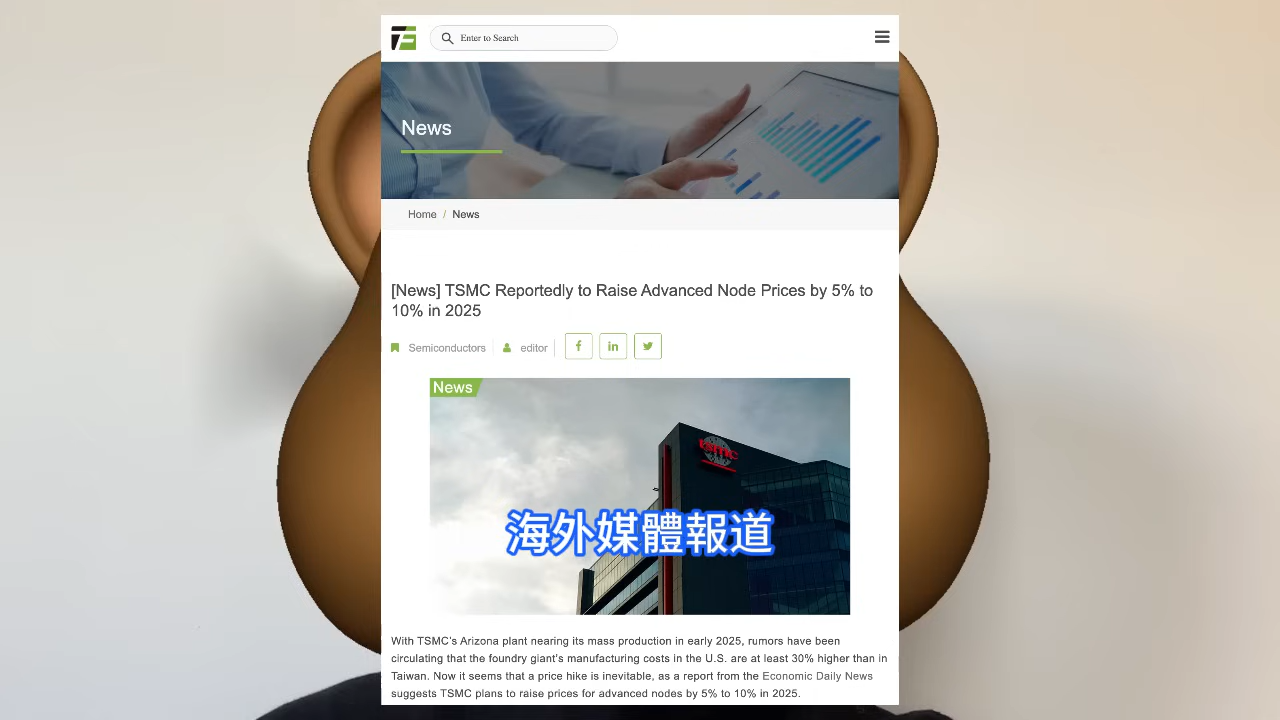 Enter to Search
News
Home / News
[News] TSMC Reportedly to Raise Advanced Node Prices by 5% to
10% in 2025
Semiconductors
editor
f
in
News
tsmc
海外媒體報道
With TSMC's Arizona plant nearing its mass production in early 2025, rumors have been
circulating that the foundry giant's manufacturing costs in the U.S. are at least 30% higher than in
Taiwan. Now it seems that a price hike is inevitable, as a report from the Economic Daily News
suggests TSMC plans to raise prices for advanced nodes by 5% to 10% in 2025.